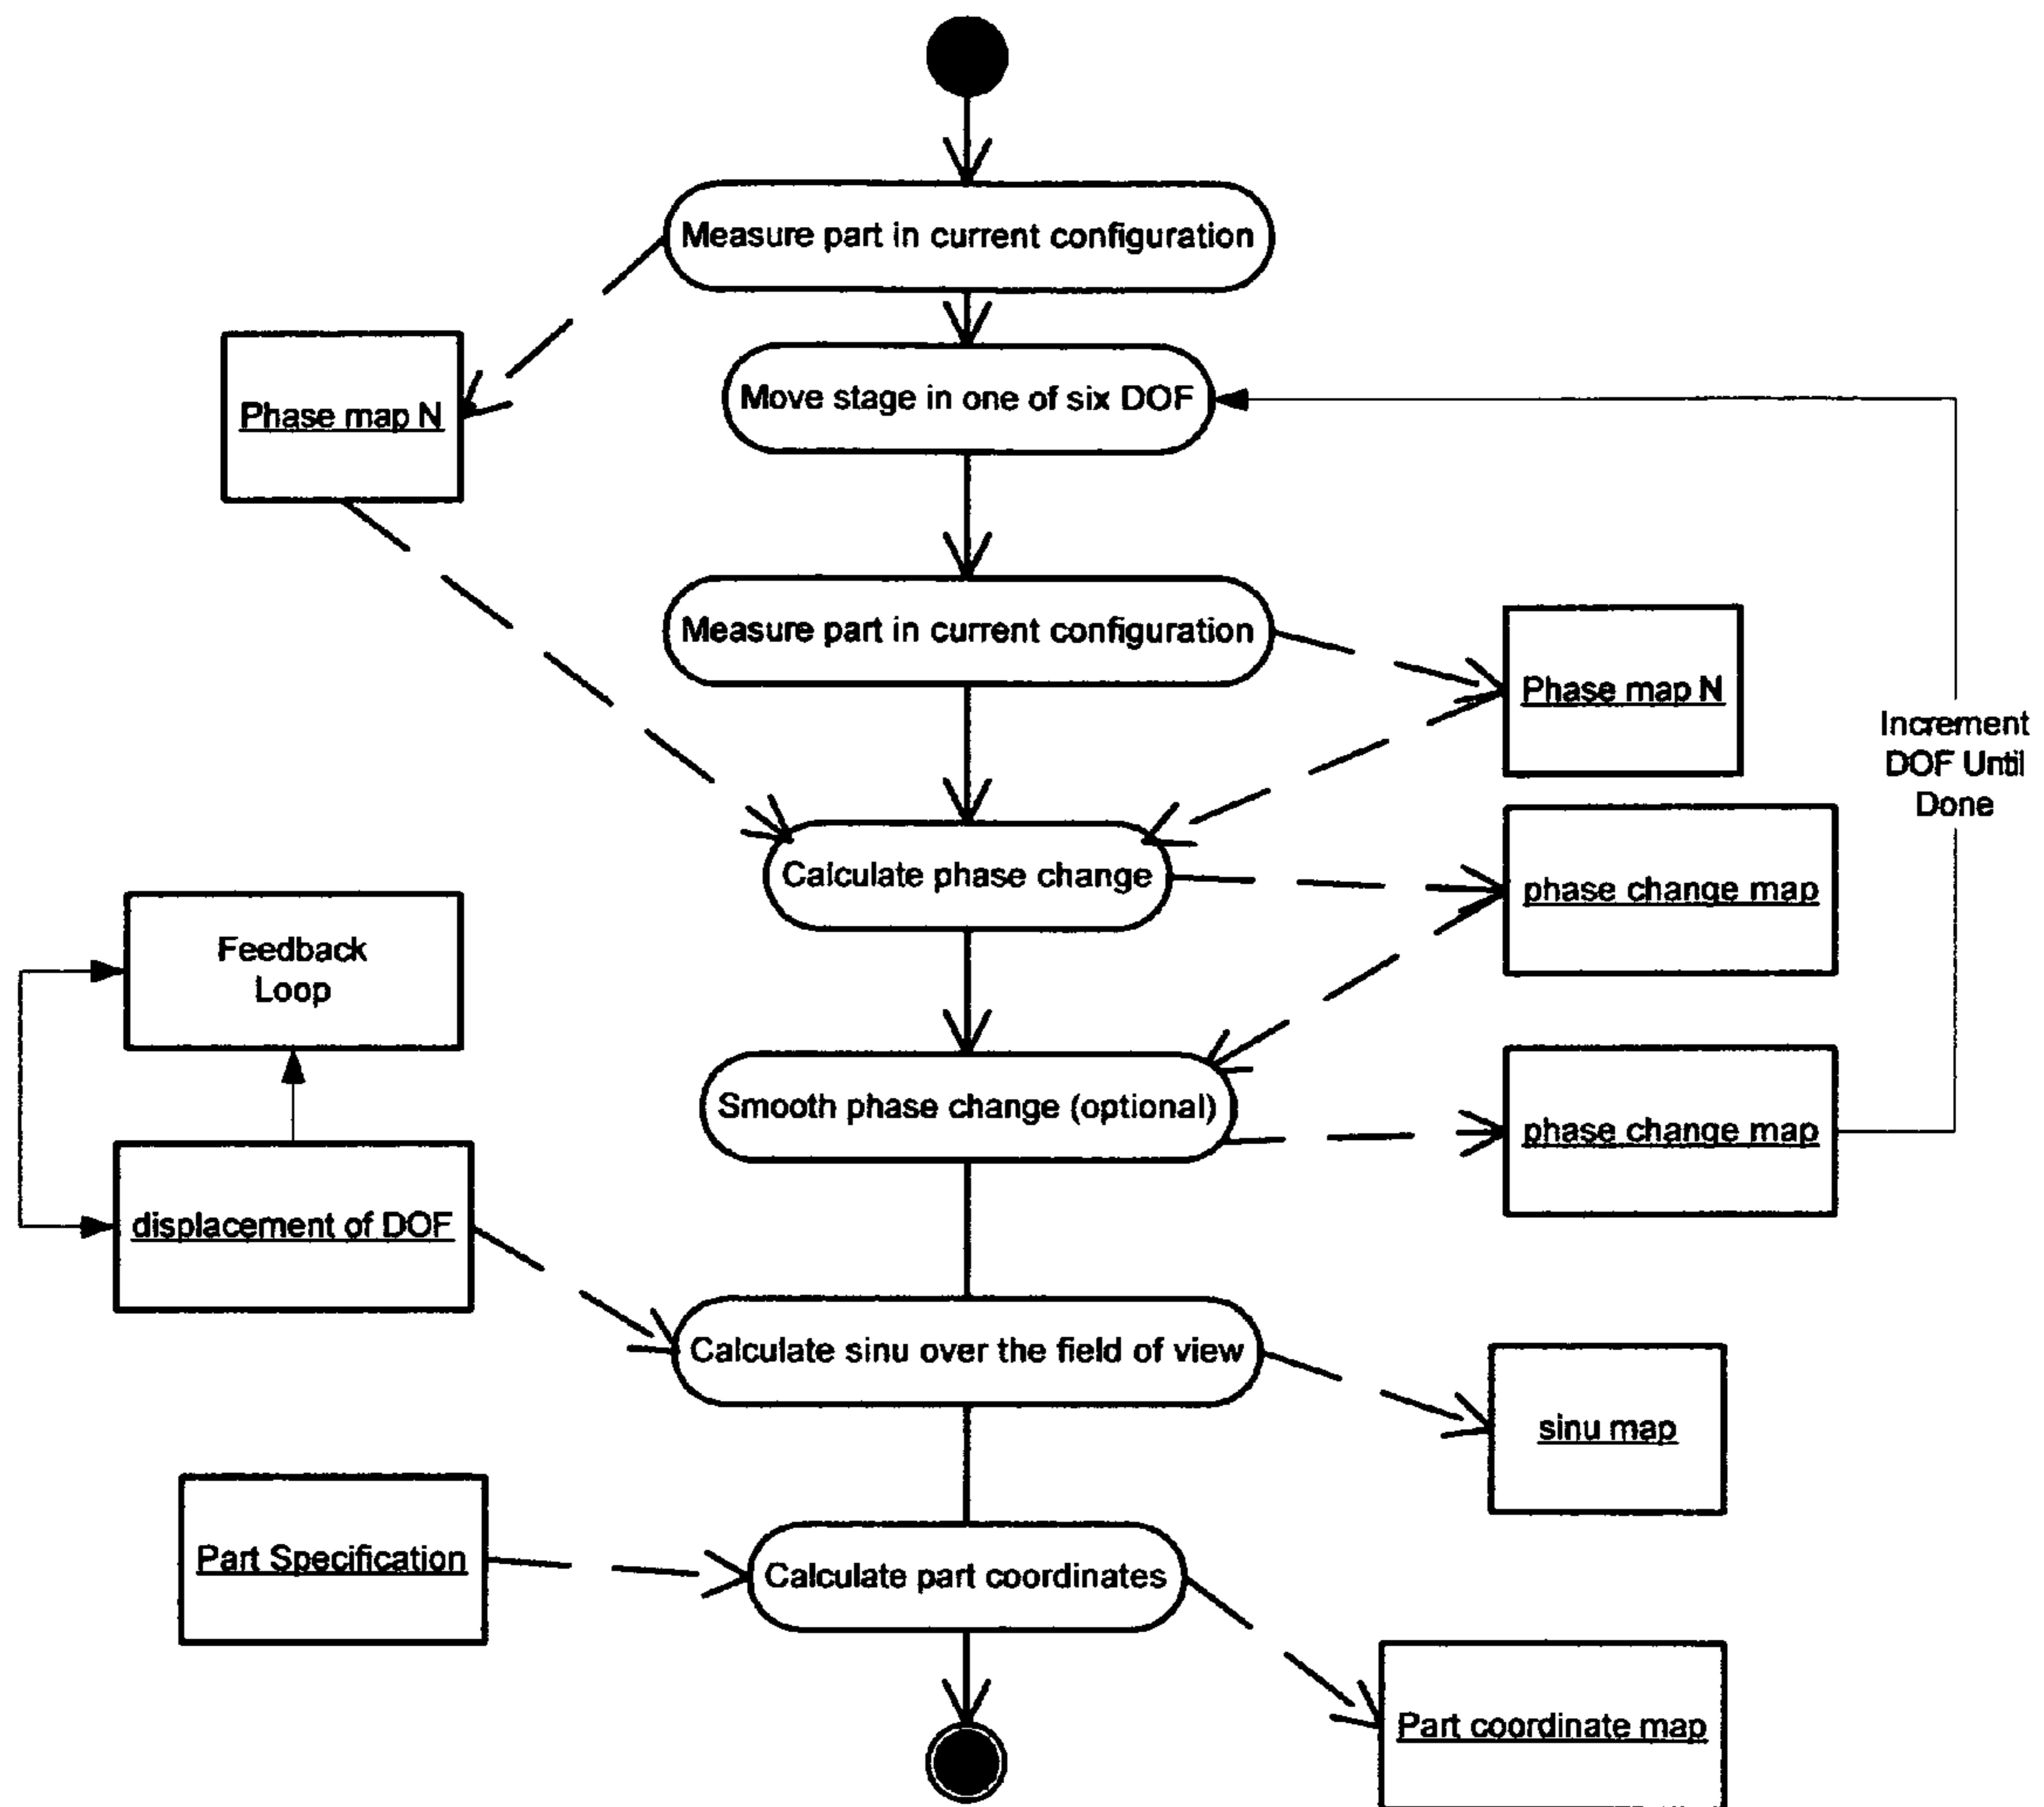 Measure part in current configuration
Phase map N
Move stage in one of six DOF
Measure part in current configuration
Phase map N
Increment
DOF Until
Done
Calculate phase change
phase change map
Feedback
Loop
Smooth phase change (optional)
phase change map
displacement of DOF
Calculate sinu over the field of view
sinu map
Part Specification
Calculate part coordinates
Part coordinate map